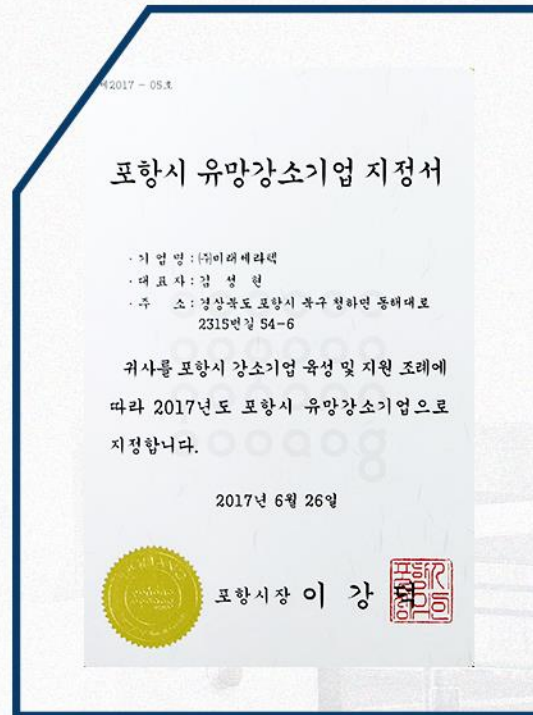 제2017 - 05호
포항시 유망강소기업 지정서
· 기 업 명 : ㈜미래세라텍
· 대 표 자 : 김 성 현
· 주 소 : 경상북도 포항시 북구 청하면 동해대로
2315번길 54-6
귀사를 포항시 강소기업 육성 및 지원 조례에
따라 2017년도 포항시 유망강소기업으로
지정합니다.
2017년 6월 26일
포항시장 이 강 덕